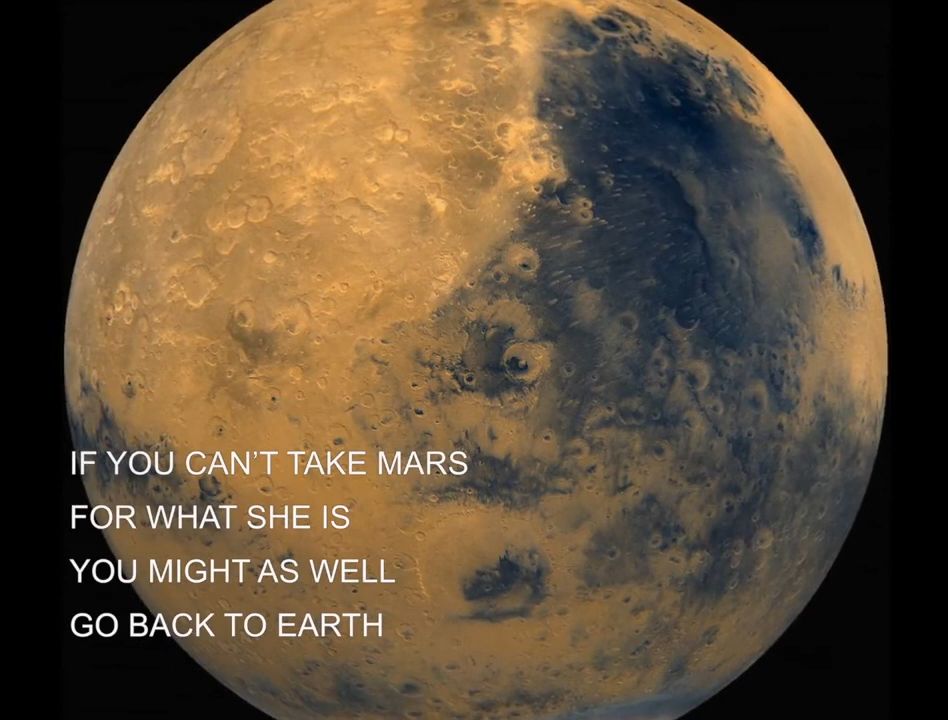 IF YOU CAN’T TAKE MARS
FOR WHAT SHE IS
YOU MIGHT AS WELL
GO BACK TO EARTH